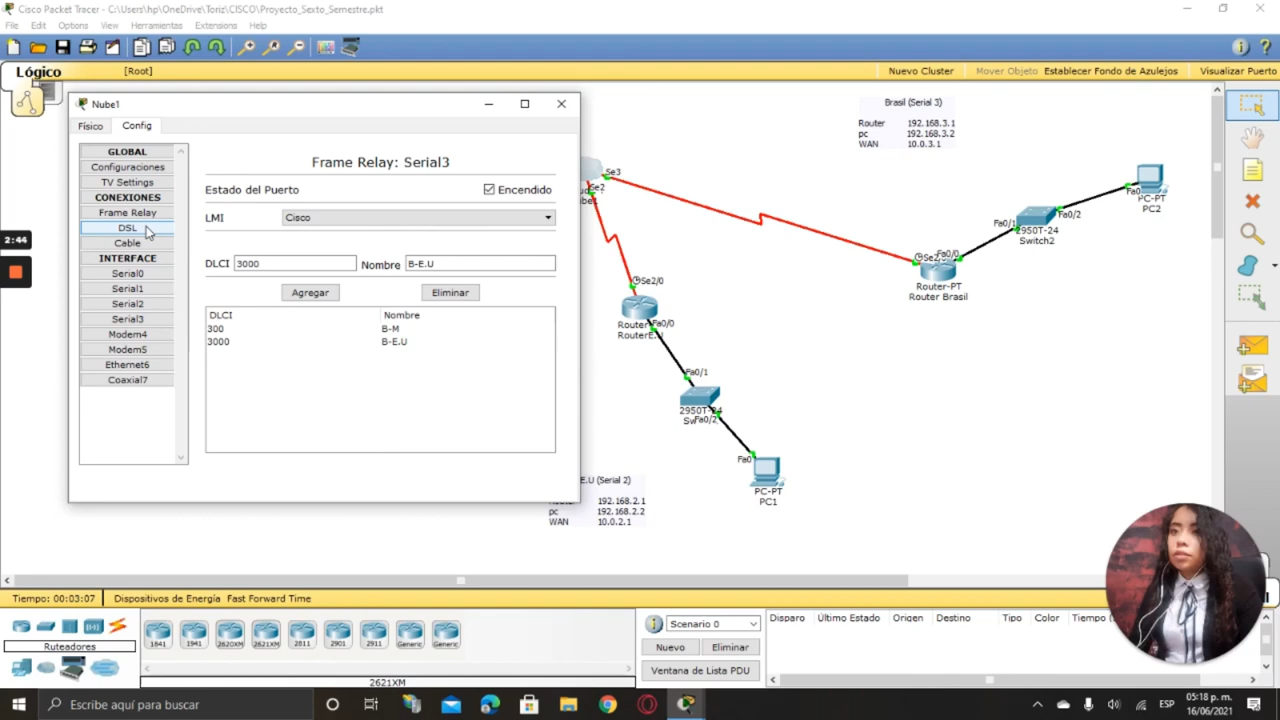 Cisco Packet Tracer - C:\Users\hp\OneDrive\Toriz\CISCO\Proyecto_Sexto_Semestre.pkt
File Edit Options View Herramientas Extensions Help
Lógico [Root] Nuevo Cluster Mover Objeto Establecer Fondo de Azulejos Visualizar Puerto
Nube1
Físico Config
GLOBAL
Configuraciones
TV Settings
CONEXIONES
Frame Relay
DSL
Cable
INTERFACE
Serial0
Serial1
Serial2
Serial3
Modem4
Modem5
Ethernet6
Coaxial7
Frame Relay: Serial3
Estado del Puerto Encendido
LMI Cisco
DLCI 3000 Nombre B-E.U
Agregar Eliminar
DLCI Nombre
300 B-M
3000 B-E.U
2:44
Brasil (Serial 3)
Router 192.168.3.1
pc 192.168.3.2
WAN 10.0.3.1
Se3
Se2
Se2/0
Fa0/0
Fa0/1
Fa0/2
Fa0
PC-PT
PC1
Fa0/0
Router-PT
Router Brasil
Fa0/1
Fa0/2
2950T-24
Switch2
Fa0
PC-PT
PC2
RouterE.U
E.U (Serial 2)
192.168.2.1
pc 192.168.2.2
WAN 10.0.2.1
Tiempo: 00:03:07 Dispositivos de Energía Fast Forward Time
Ruteadores
1841 1941 2620XM 2621XM 2811 2901 2911 Generic Generic
2621XM
Scenario 0
Nuevo Eliminar
Ventana de Lista PDU
Disparo Último Estado Origen Destino Tipo Color Tiempo (
Escribe aquí para buscar
ESP
05:18 p. m.
16/06/2021